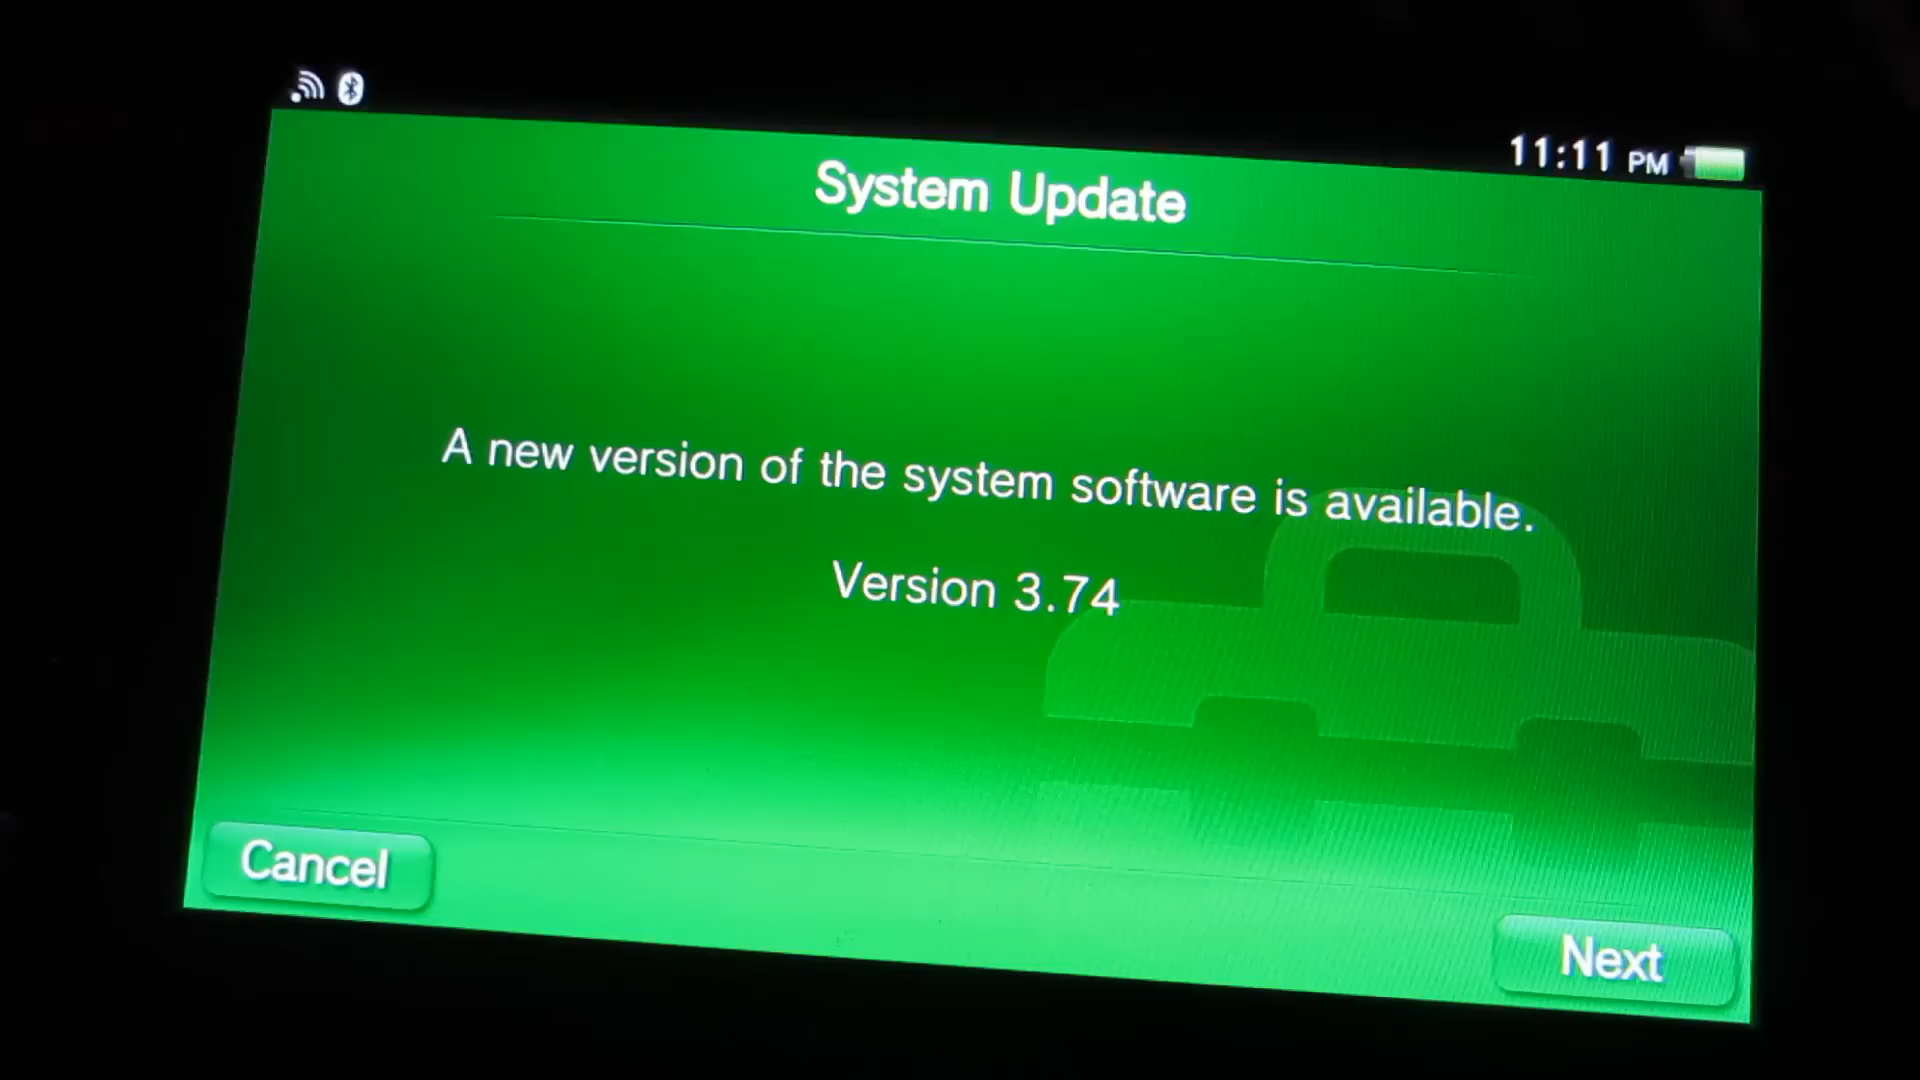 11:11 PM
System Update
A new version of the system software is available.
Version 3.74
Cancel
Next